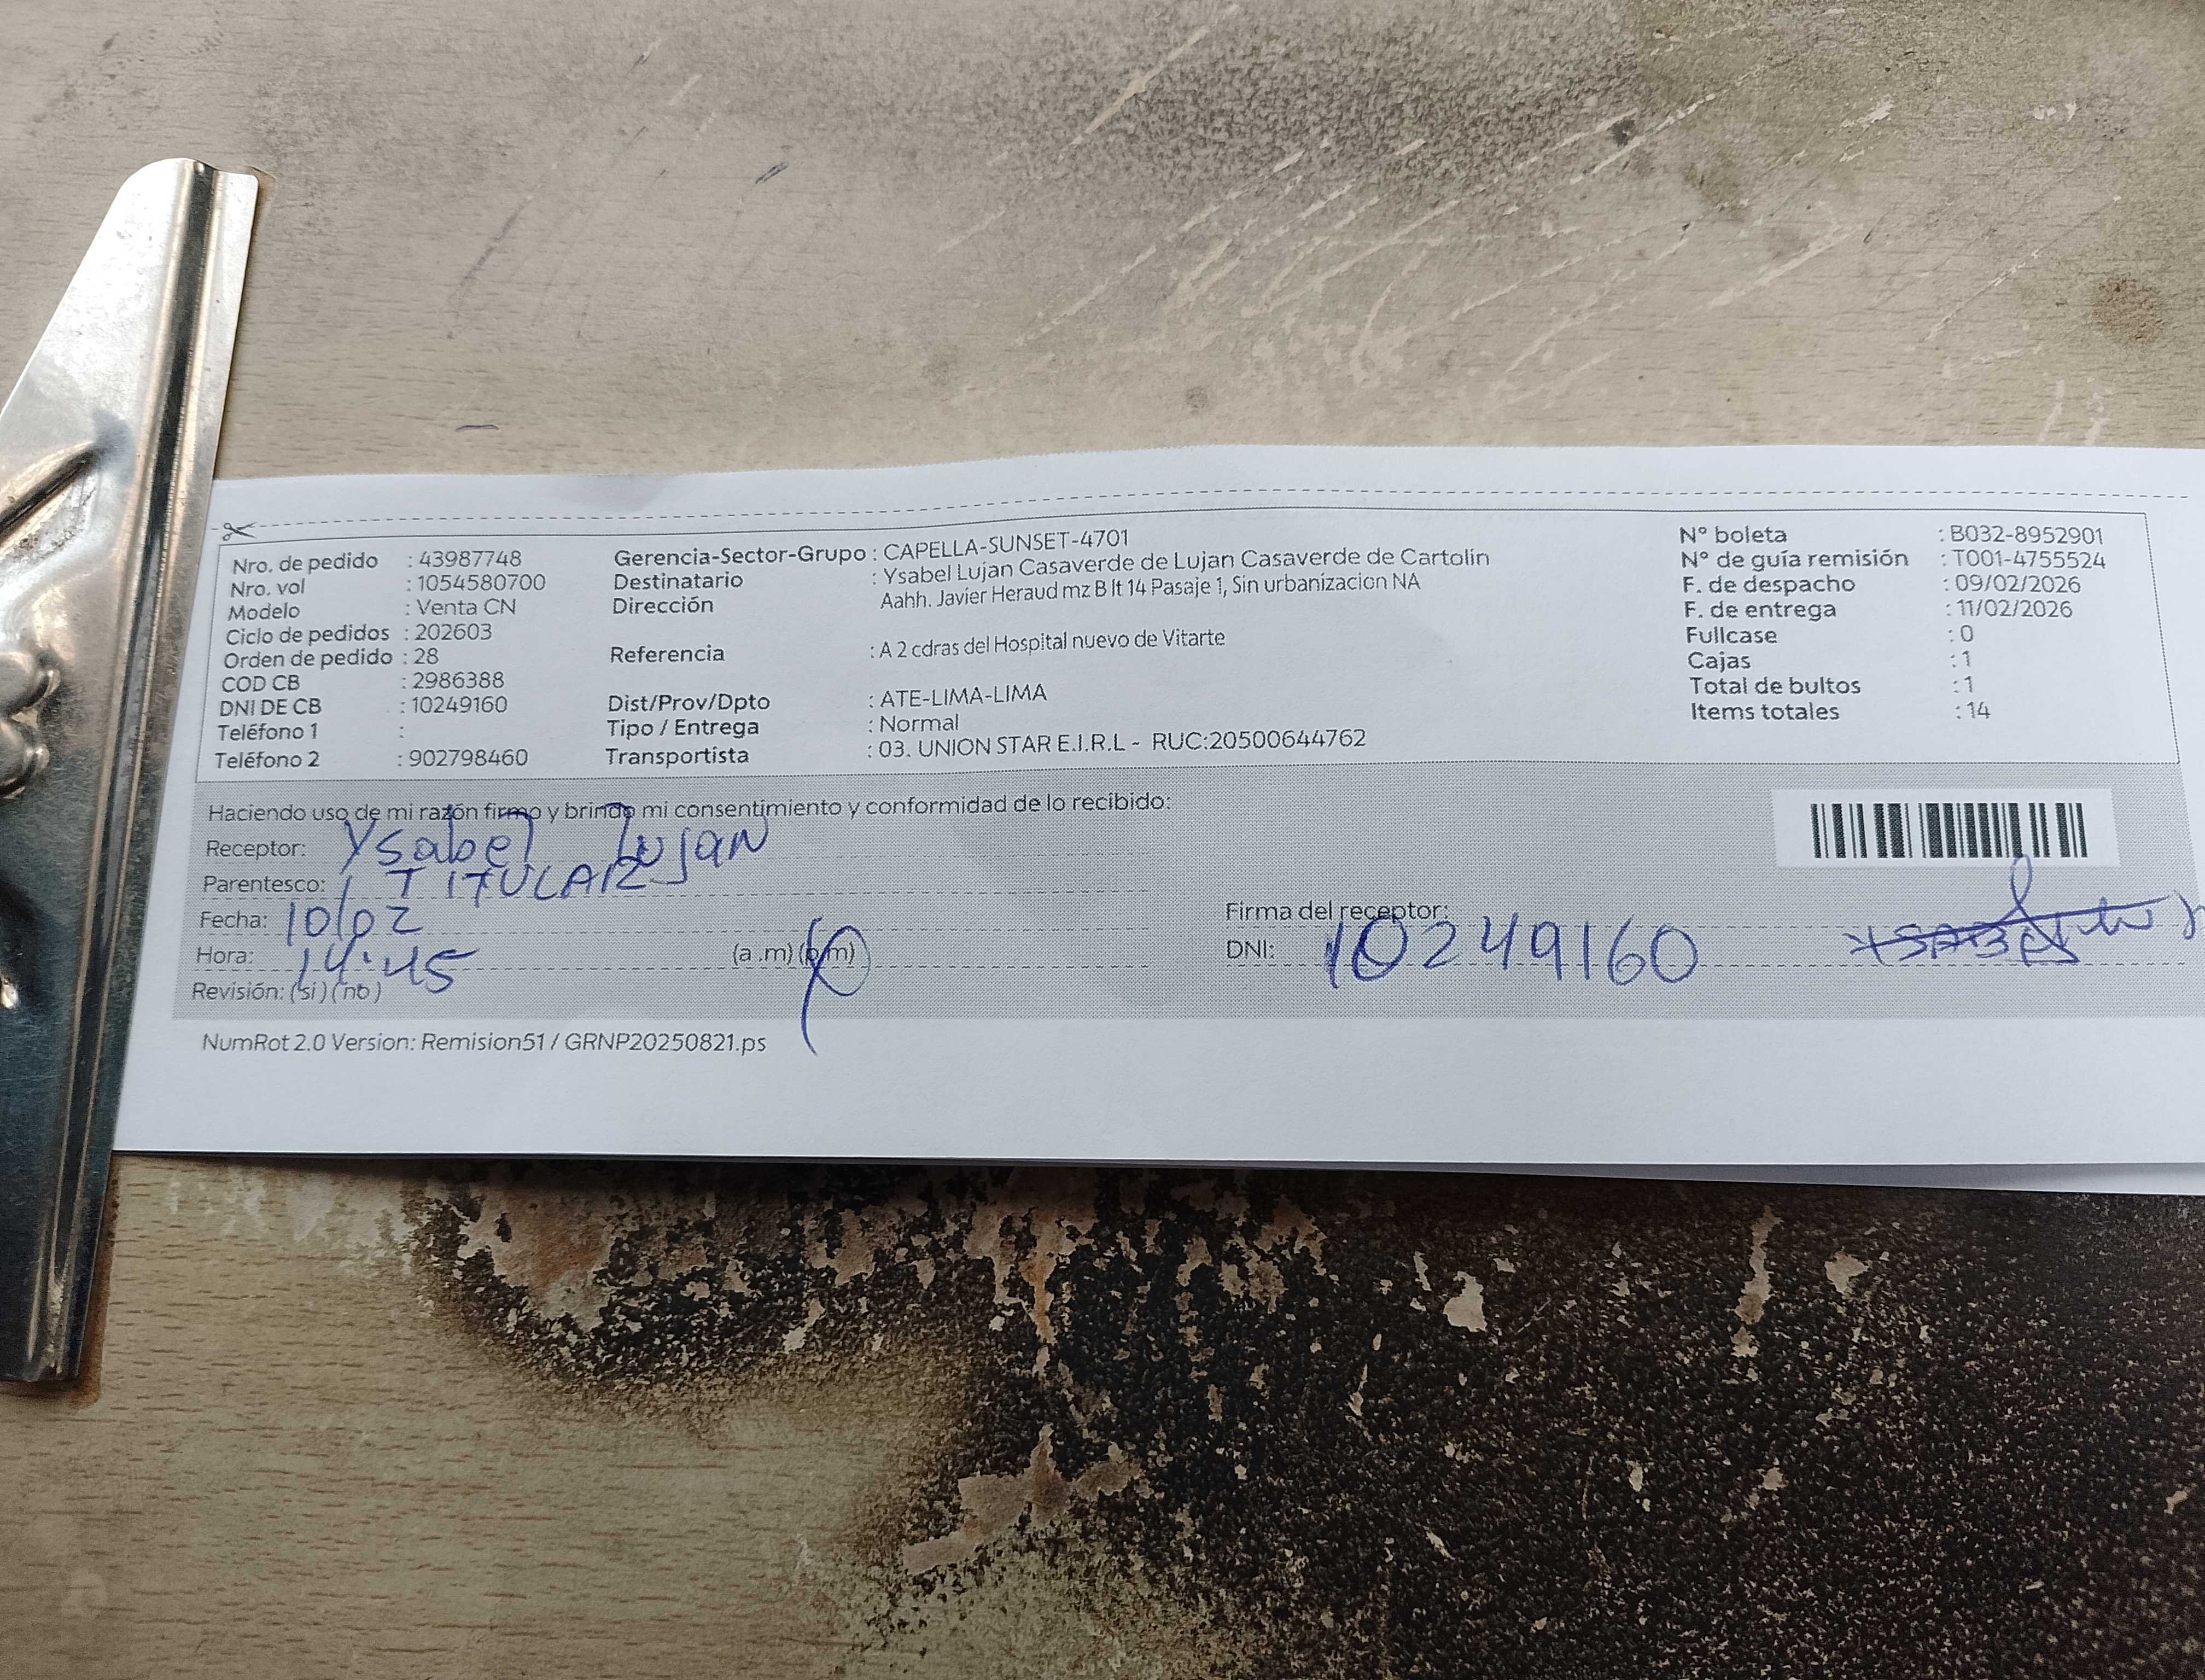 Nro. de pedido : 43987748
Nro. vol : 1054580700
Modelo : Venta CN
Ciclo de pedidos : 202603
Orden de pedido : 28
COD CB : 2986388
DNI DE CB : 10249160
Teléfono 1 :
Teléfono 2 : 902798460
Gerencia-Sector-Grupo : CAPELLA-SUNSET-4701
Destinatario : Ysabel Lujan Casaverde de Lujan Casaverde de Cartolin
Dirección Aahh. Javier Heraud mz B lt 14 Pasaje 1, Sin urbanizacion NA
Referencia : A 2 cdras del Hospital nuevo de Vitarte
Dist/Prov/Dpto : ATE-LIMA-LIMA
Tipo / Entrega : Normal
Transportista : 03. UNION STAR E.I.R.L - RUC:20500644762
N° boleta : B032-8952901
N° de guía remisión : T001-4755524
F. de despacho : 09/02/2026
F. de entrega : 11/02/2026
Fullcase : 0
Cajas : 1
Total de bultos : 1
Items totales : 14
Haciendo uso de mi razón firmo y brindo mi consentimiento y conformidad de lo recibido:
Receptor: Ysabel Lujan
Parentesco: TITULAR
Fecha: 10/02
Hora: 14:45 (a .m) (p.m)
Revisión: (si) (no)
Firma del receptor:
DNI: 10249160
NumRot 2.0 Version: Remision51 / GRNP20250821.ps